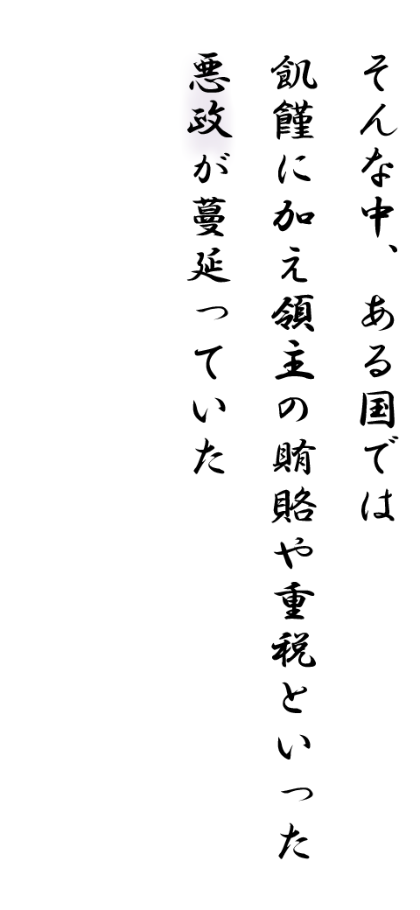 そんな中、ある国では
飢饉に加え領主の賄賂や重税といった
悪政が蔓延っていた